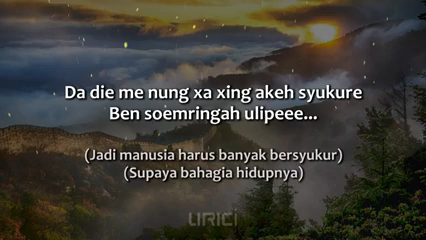 Da die me nung xa xing akeh syukure
Ben soemringah ulipeee...
(Jadi manusia harus banyak bersyukur)
(Supaya bahagia hidupnya)
LIRICI